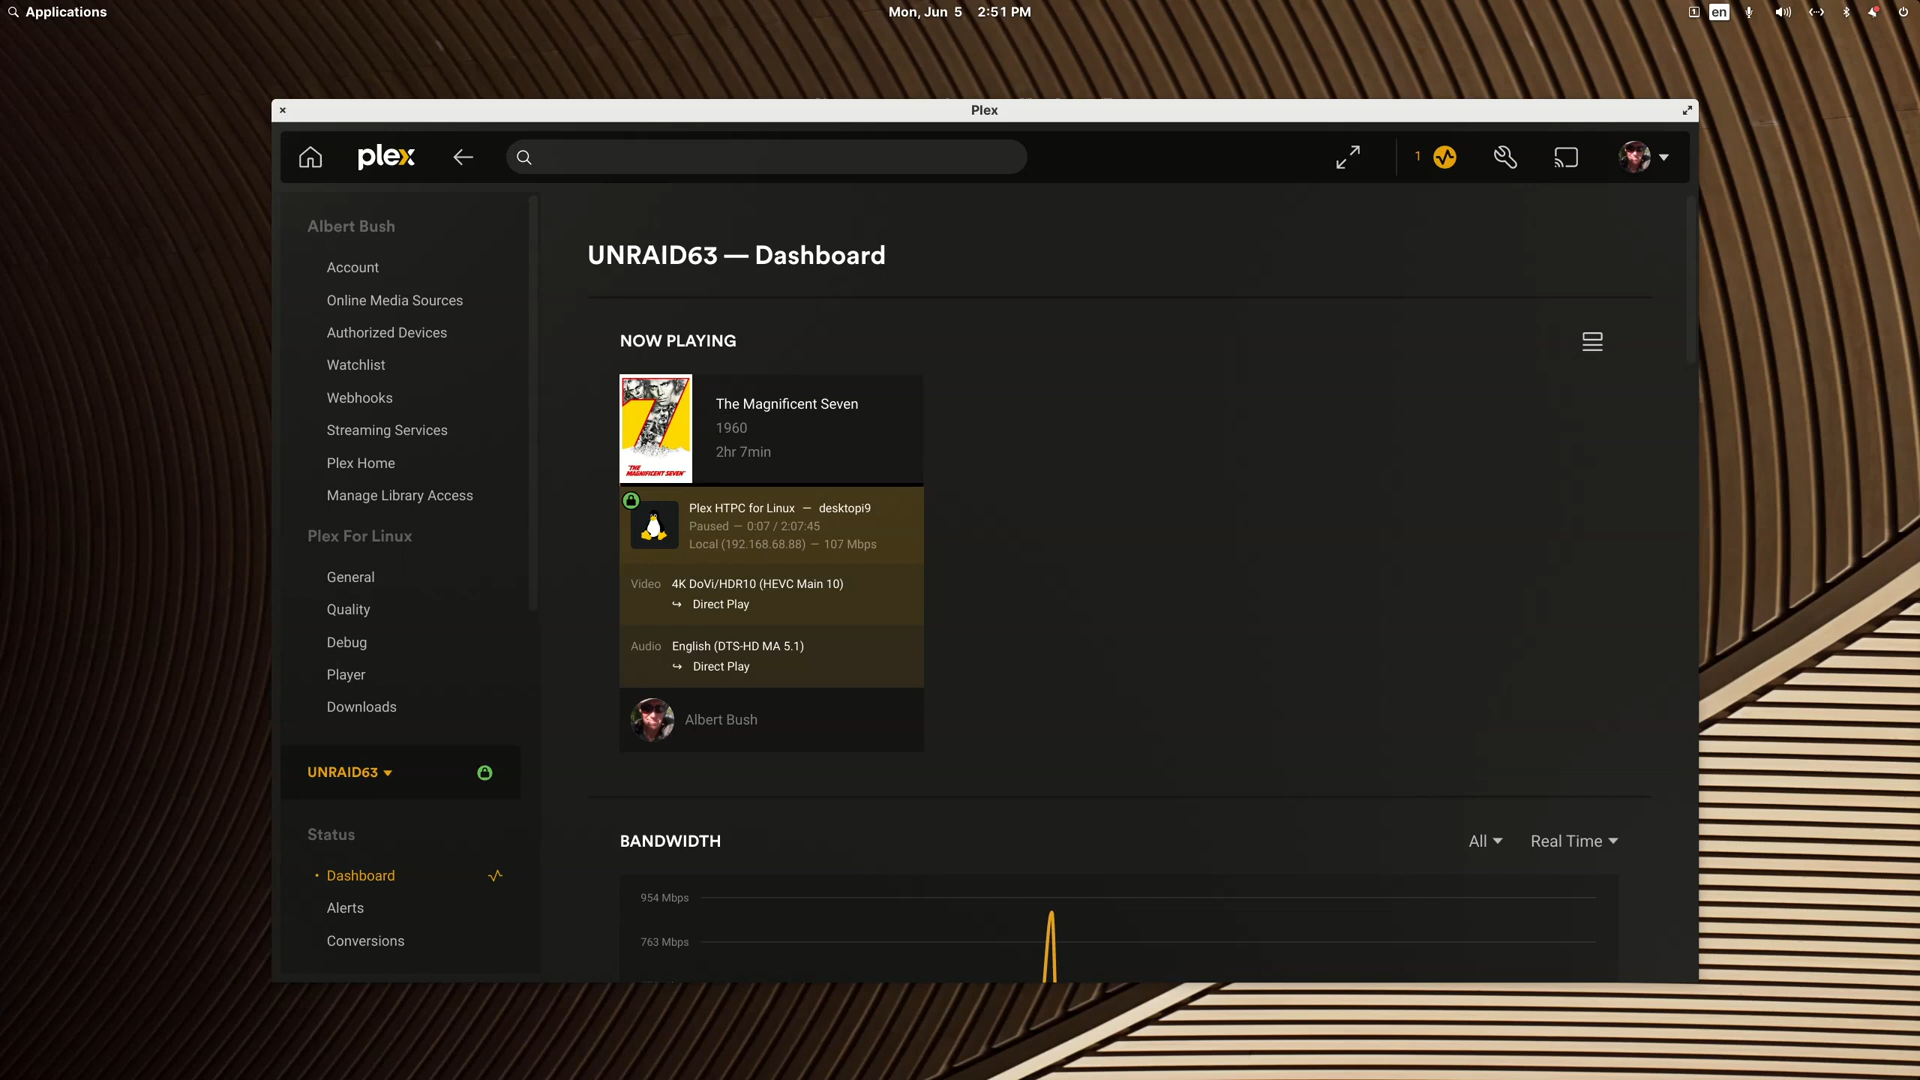 Applications
Mon, Jun 5 2:51 PM
1
en
Plex
plex
1
Albert Bush
Account
Online Media Sources
Authorized Devices
Watchlist
Webhooks
Streaming Services
Plex Home
Manage Library Access
Plex For Linux
General
Quality
Debug
Player
Downloads
UNRAID63
Status
Dashboard
Alerts
Conversions
UNRAID63 — Dashboard
NOW PLAYING
7
THE
MAGNIFICENT SEVEN
The Magnificent Seven
1960
2hr 7min
Plex HTPC for Linux — desktopi9
Paused — 0:07 / 2:07:45
Local (192.168.68.88) — 107 Mbps
Video 4K DoVi/HDR10 (HEVC Main 10)
↪ Direct Play
Audio English (DTS-HD MA 5.1)
↪ Direct Play
Albert Bush
BANDWIDTH
All
Real Time
954 Mbps
763 Mbps